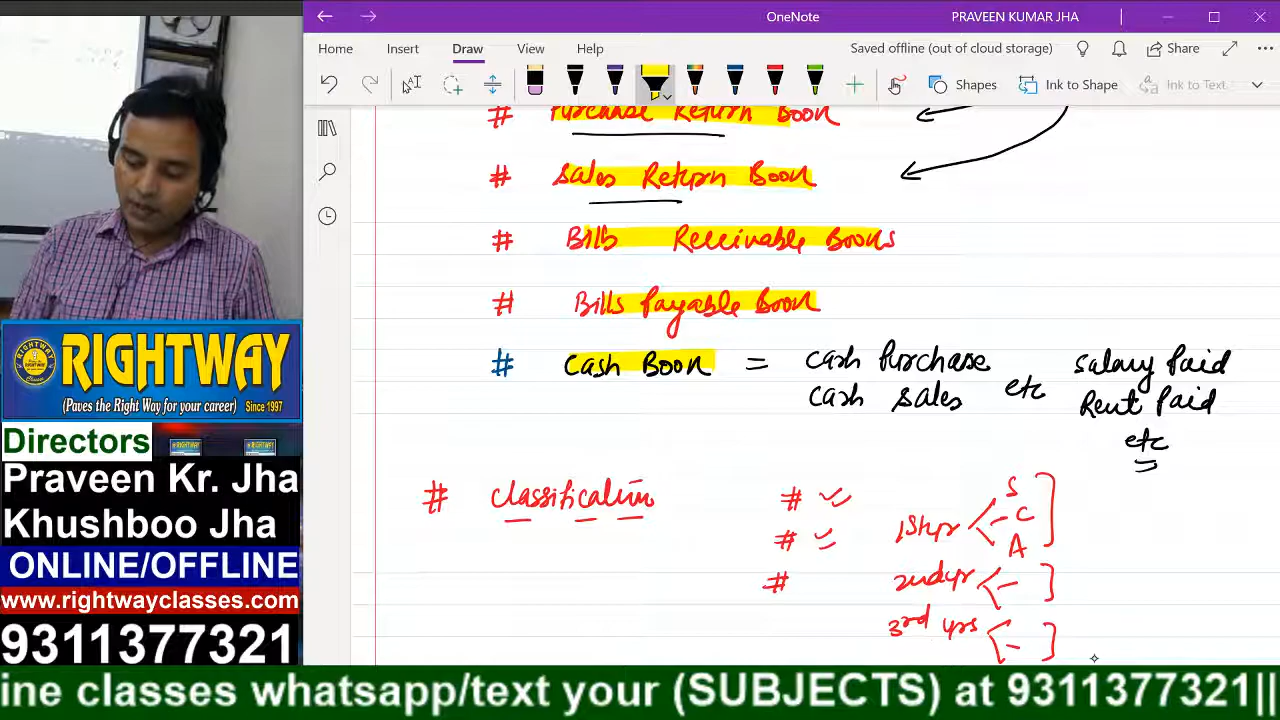 OneNote
PRAVEEN KUMAR JHA
Home Insert Draw View Help
Saved offline (out of cloud storage)
Share
Shapes
Ink to Shape
Ink to Text
# Purchase Return Book
# Sales Return Book
# Bills Receivable Books
# Bills Payable Book
# Cash Book = Cash Purchase Salary Paid
Cash Sales etc Rent Paid
etc
# Classification #
S
# 1st yr C
A
# 2nd yr
3rd yrs
RIGHTWAY
(Paves the Right Way for your career) Since 1997
Directors
Praveen Kr. Jha
Khushboo Jha
ONLINE/OFFLINE
www.rightwayclasses.com
9311377321
ine classes whatsapp/text your (SUBJECTS) at 9311377321||